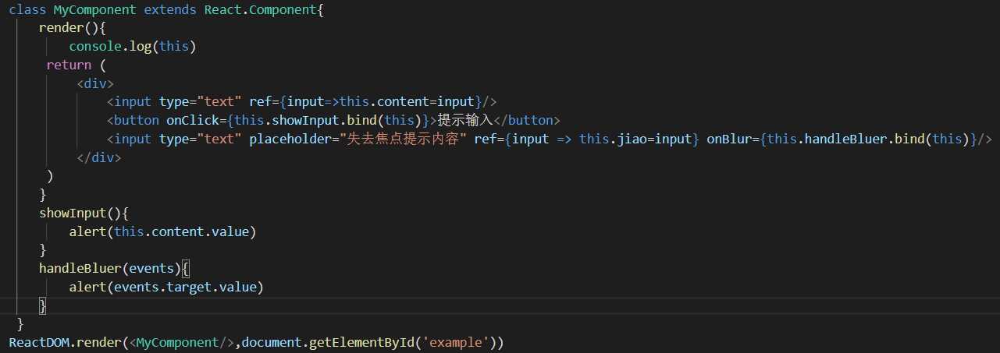 class MyComponent extends React.Component{
render(){
console.log(this)
return (
<div>
<input type="text" ref={input=>this.content=input}/>
<button onClick={this.showInput.bind(this)}>提示输入</button>
<input type="text" placeholder="失去焦点提示内容" ref={input => this.jiao=input} onBlur={this.handleBluer.bind(this)}/>
</div>
)
}
showInput(){
alert(this.content.value)
}
handleBluer(events){
alert(events.target.value)
}
}
ReactDOM.render(<MyComponent/>,document.getElementById('example'))